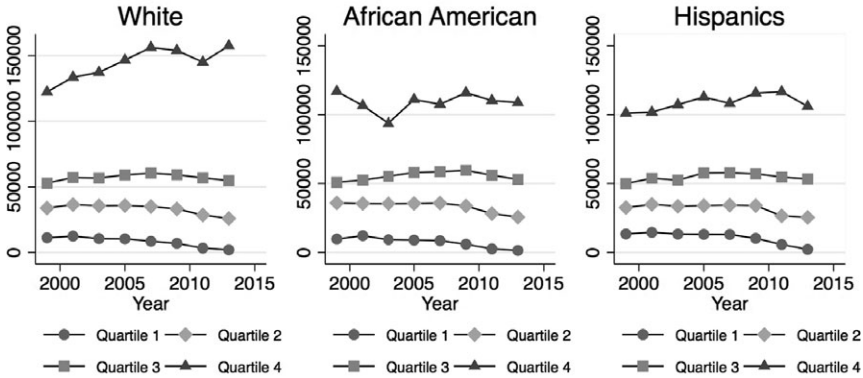 White
150000
100000
50000
0
2000 2005 2010 2015
Year
Quartile 1 Quartile 2
Quartile 3 Quartile 4
African American
150000
100000
50000
0
2000 2005 2010 2015
Year
Quartile 1 Quartile 2
Quartile 3 Quartile 4
Hispanics
150000
100000
50000
0
2000 2005 2010 2015
Year
Quartile 1 Quartile 2
Quartile 3 Quartile 4